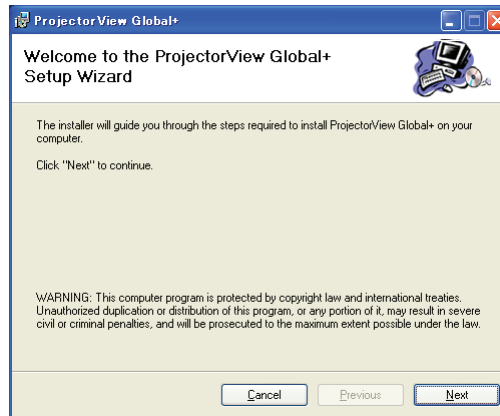 ProjectorView Global+
Welcome to the ProjectorView Global+
Setup Wizard
The installer will guide you through the steps required to install ProjectorView Global+ on your
computer.
Click "Next" to continue.
WARNING: This computer program is protected by copyright law and international treaties.
Unauthorized duplication or distribution of this program, or any portion of it, may result in severe
civil or criminal penalties, and will be prosecuted to the maximum extent possible under the law.
Cancel Previous Next